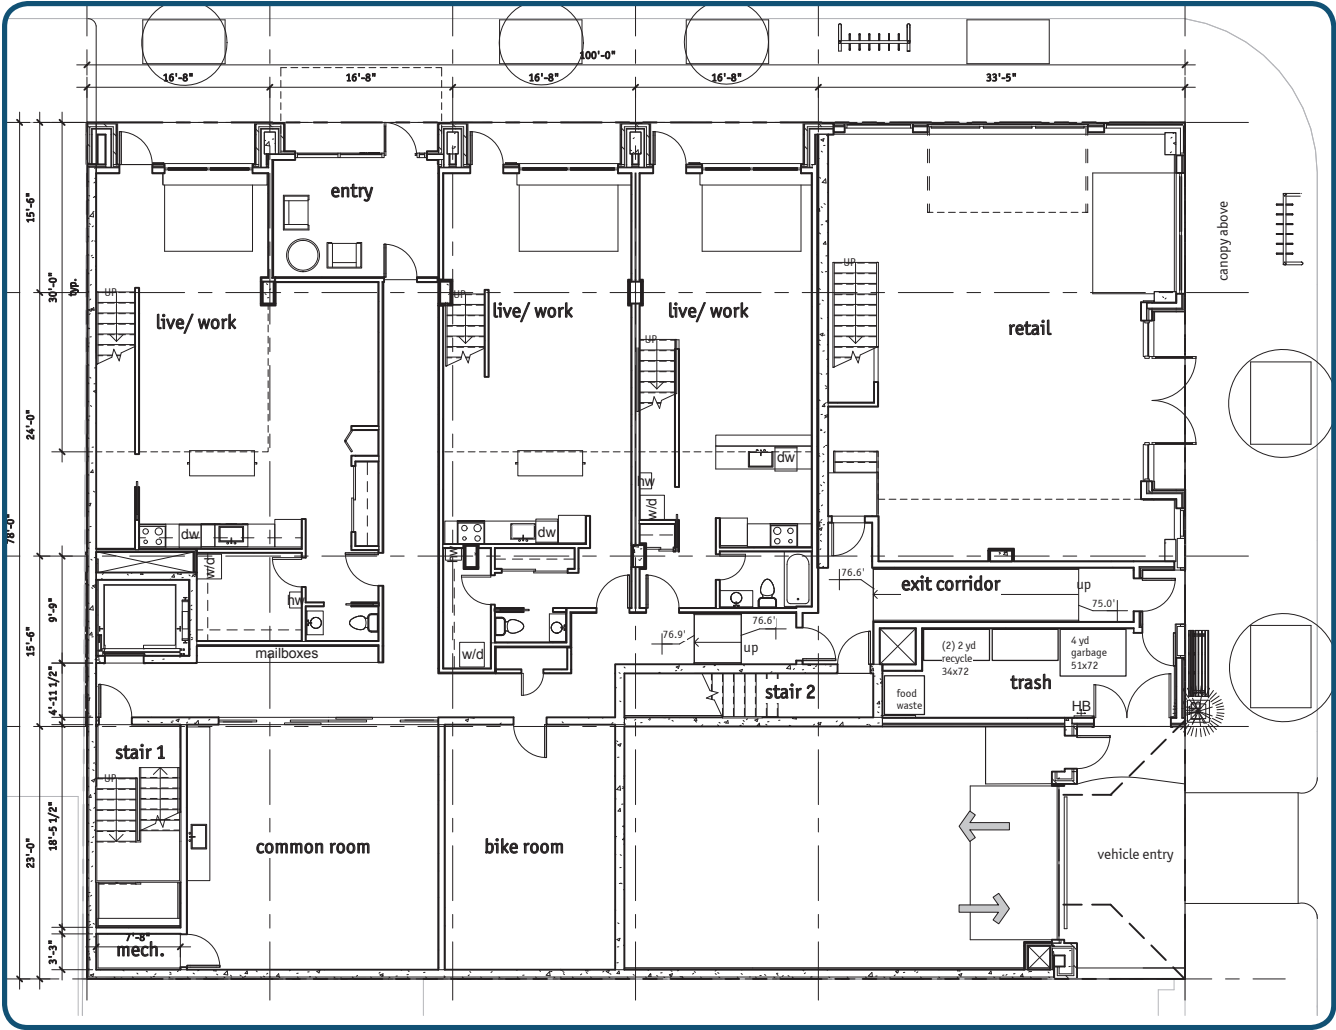 100'-0"
16'-8"
16'-8"
16'-8"
16'-8"
33'-5"
entry
15'-6"
canopy above
30'-0"
typ.
UP
UP
UP
UP
live/ work
live/ work
live/ work
retail
24'-0"
dw
hw
w/d
dw
dw
78'-0"
hw
w/d
76.6'
exit corridor
up
75.0'
9'-9"
hw
76.9'
76.6'
up
15'-6"
mailboxes
w/d
(2) 2 yd
recycle
34x72
4 yd
garbage
51x72
trash
food
waste
HB
4'-11 1/2"
stair 2
stair 1
UP
18'-5 1/2"
23'-0"
common room
bike room
vehicle entry
7'-8"
mech.
3'-3"